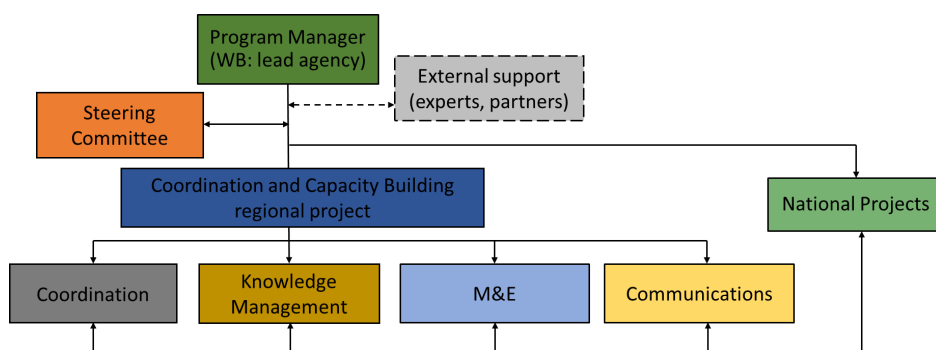 Program Manager
(WB: lead agency)
External support
(experts, partners)
Steering
Committee
Coordination and Capacity Building
regional project
National Projects
Coordination
Knowledge
Management
M&E
Communications